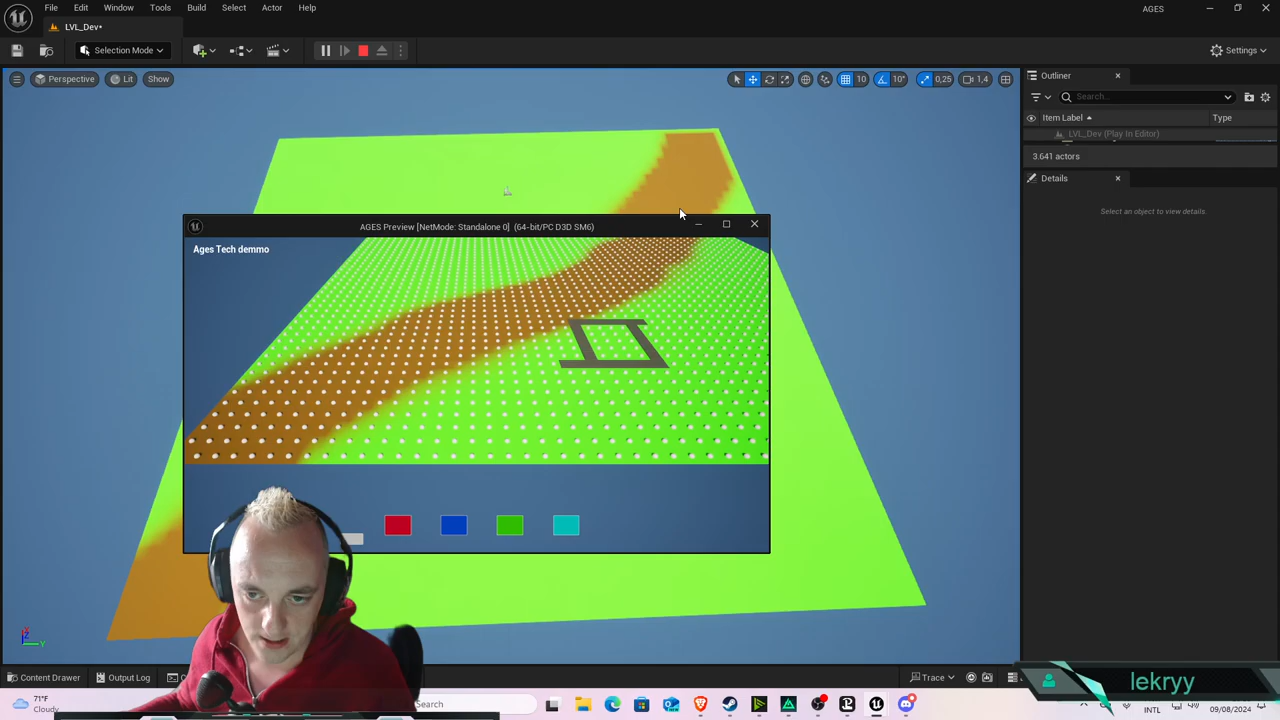 File Edit Window Tools Build Select Actor Help
AGES
LVL_Dev*
Selection Mode
Settings
Perspective
Lit
Show
10
10°
0,25
1,4
Outliner
Search...
Item Label
Type
LVL_Dev (Play In Editor)
3.641 actors
Details
Select an object to view details
AGES Preview [NetMode: Standalone 0] (64-bit/PC D3D SM6)
Ages Tech demmo
Content Drawer
Output Log
Trace
lekryy
71°F
Cloudy
Search
INTL
09/08/2024